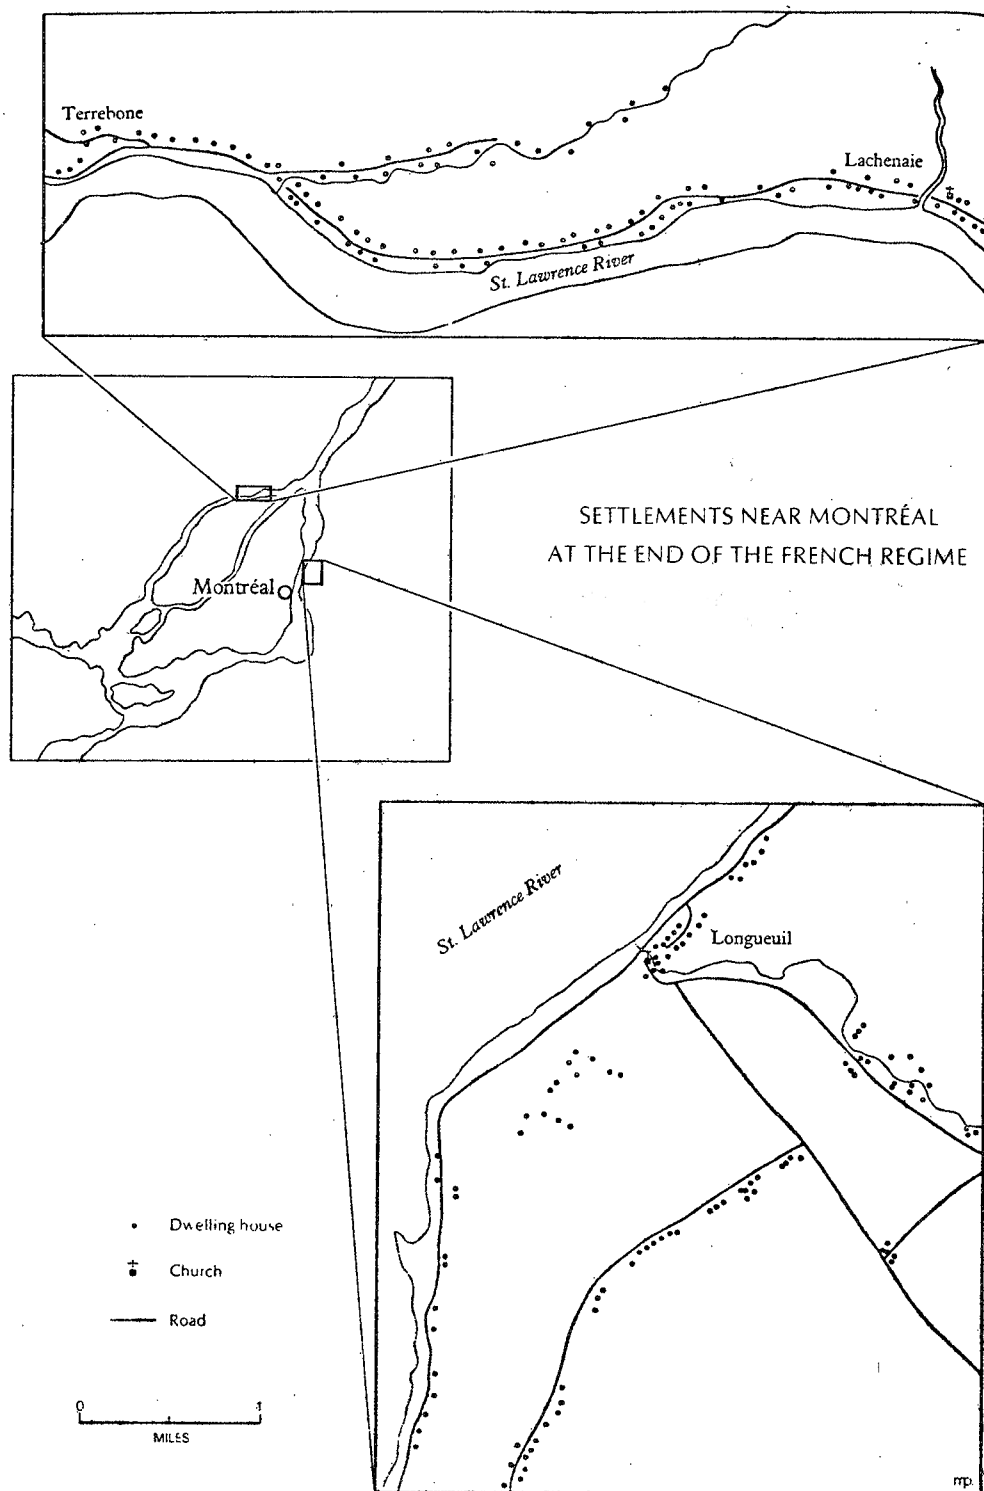 Terrebone
Lachenaie
St. Lawrence River
SETTLEMENTS NEAR MONTRÉAL
AT THE END OF THE FRENCH REGIME
Montréal
St. Lawrence River
Longueuil
Dwelling house
Church
Road
0 1
MILES
mp.